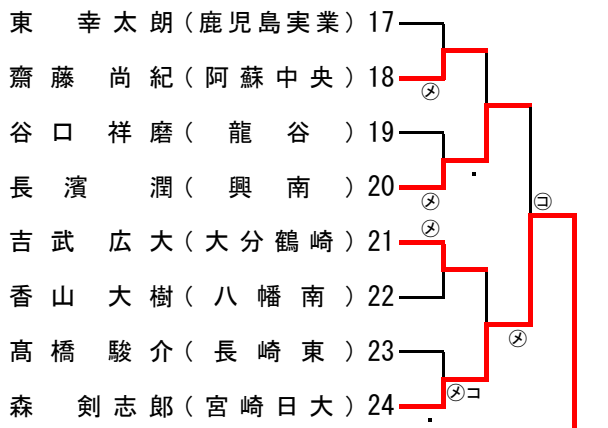 東　幸太朗(鹿児島実業) 17
齋藤尚紀(阿蘇中央) 18
㋱
谷口祥磨(龍谷) 19
長濱潤(興南) 20
㋱
㋱
㋙
吉武広大(大分鶴崎) 21
香山大樹(八幡南) 22
㋱
髙橋駿介(長崎東) 23
㋱コ
森　剣志郎(宮崎日大) 24